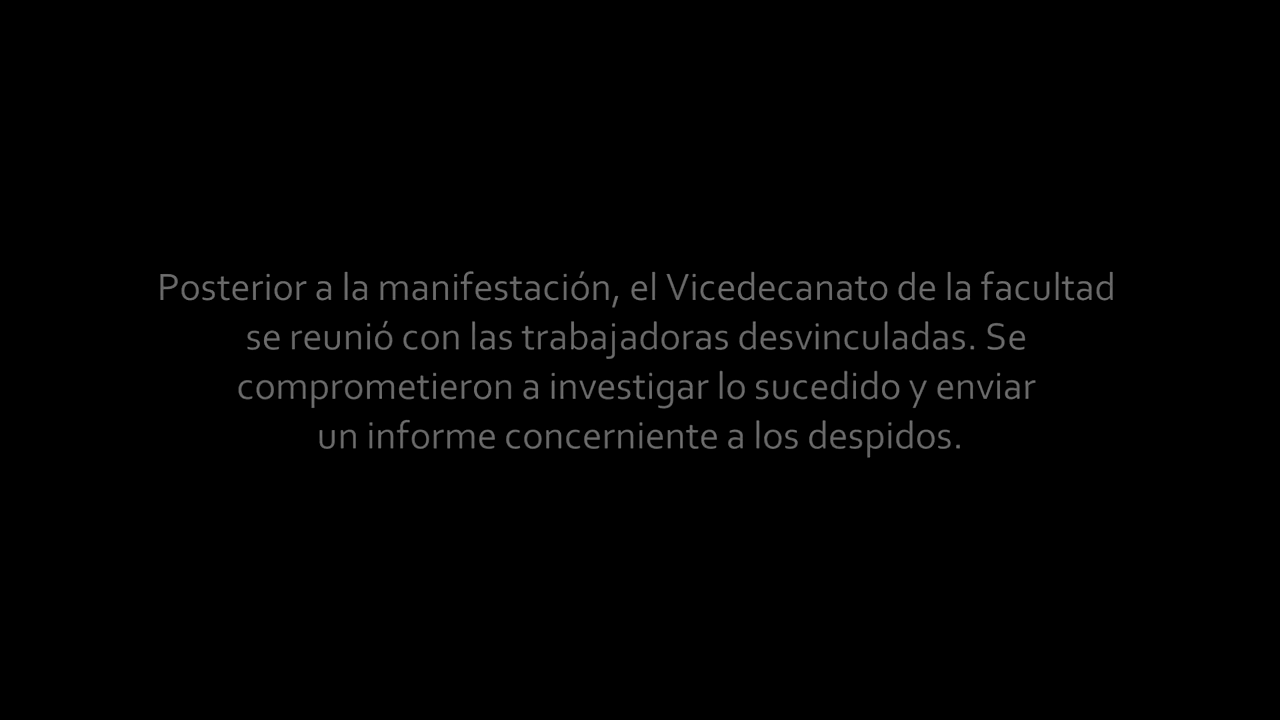 Posterior a la manifestación, el Vicedecanato de la facultad
se reunió con las trabajadoras desvinculadas. Se
comprometieron a investigar lo sucedido y enviar
un informe concerniente a los despidos.